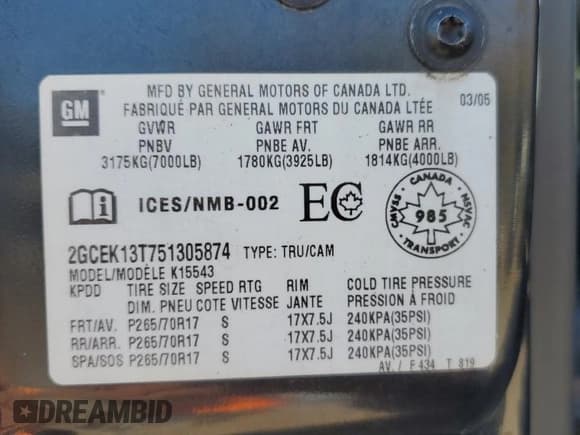 MFD BY GENERAL MOTORS OF CANADA LTD.
FABRIQUÉ PAR GENERAL MOTORS DU CANADA LTÉE
03/05
GM
GVWR GAWR FRT GAWR RR
PNBV PNBE AV. PNBE ARR.
3175KG(7000LB) 1780KG(3925LB) 1814KG(4000LB)
ICES/NMB-002 EC
CANADA
CMVSS 985 NSVAC
TRANSPORT
2GCEK13T751305874 TYPE: TRU/CAM
MODEL/MODÈLE K15543
KPDD TIRE SIZE SPEED RTG RIM COLD TIRE PRESSURE
DIM. PNEU COTE VITESSE JANTE PRESSION À FROID
FRT/AV. P265/70R17 S 17X7.5J 240KPA(35PSI)
RR/ARR. P265/70R17 S 17X7.5J 240KPA(35PSI)
SPA/SOS P265/70R17 S 17X7.5J 240KPA(35PSI)
AV. / F 434 T 819
DREAMBID